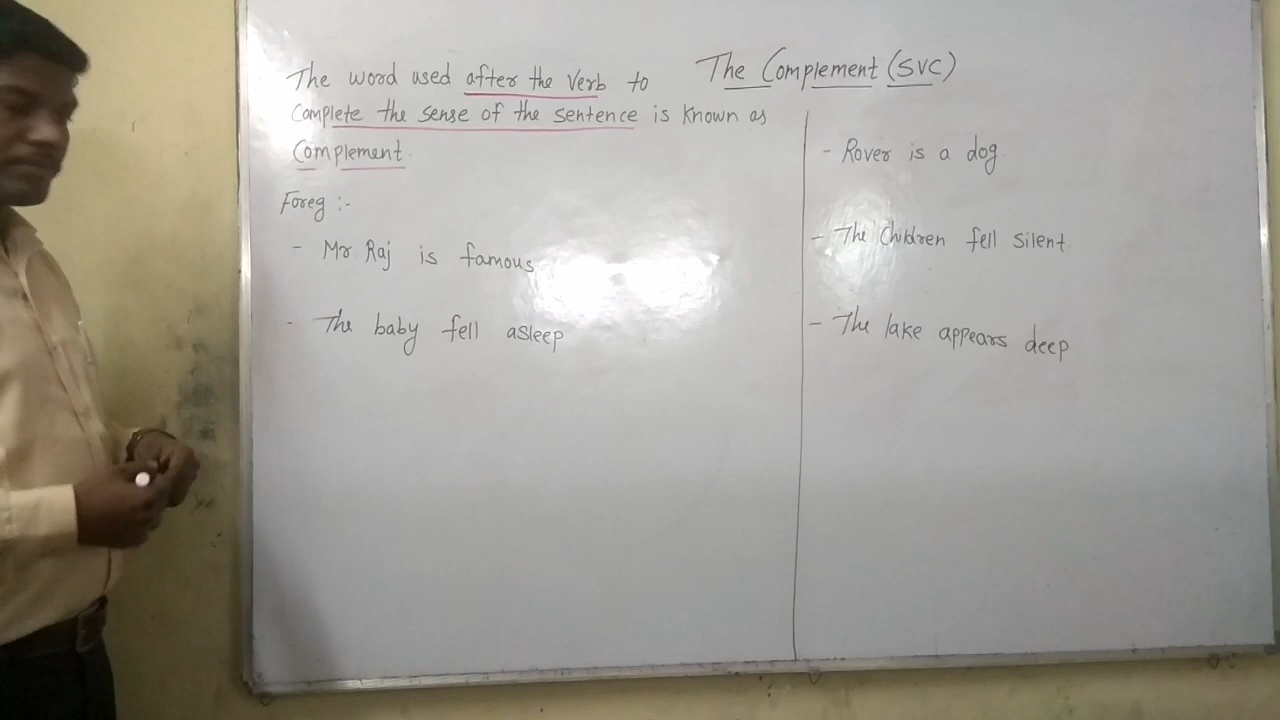 The Complement (SVC)
The word used after the verb to
Complete the sense of the sentence is known as
Complement
Foreg :-
- Mr Raj is famous
- The baby fell asleep
- Rover is a dog
- The Children fell silent
- The lake appears deep